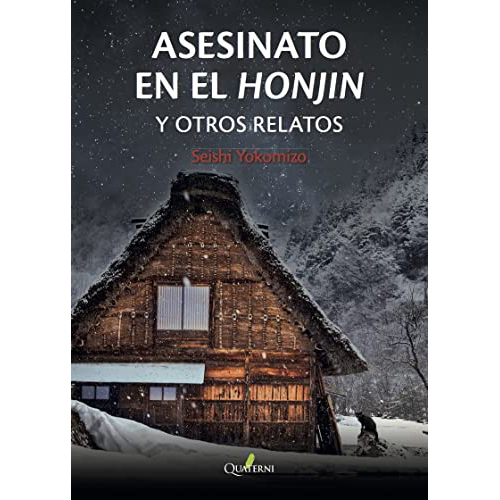 ASESINATO
EN EL HONJIN
Y OTROS RELATOS
Seishi Yokomizo
QUATERNI